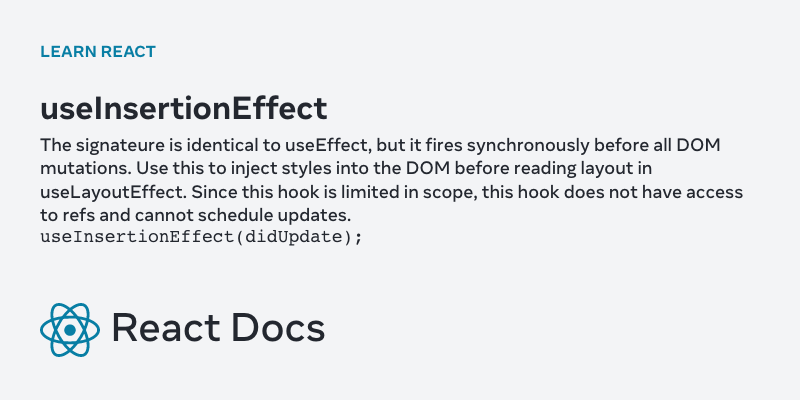 LEARN REACT
useInsertionEffect
The signateure is identical to useEffect, but it fires synchronously before all DOM
mutations. Use this to inject styles into the DOM before reading layout in
useLayoutEffect. Since this hook is limited in scope, this hook does not have access
to refs and cannot schedule updates.
useInsertionEffect(didUpdate);
React Docs